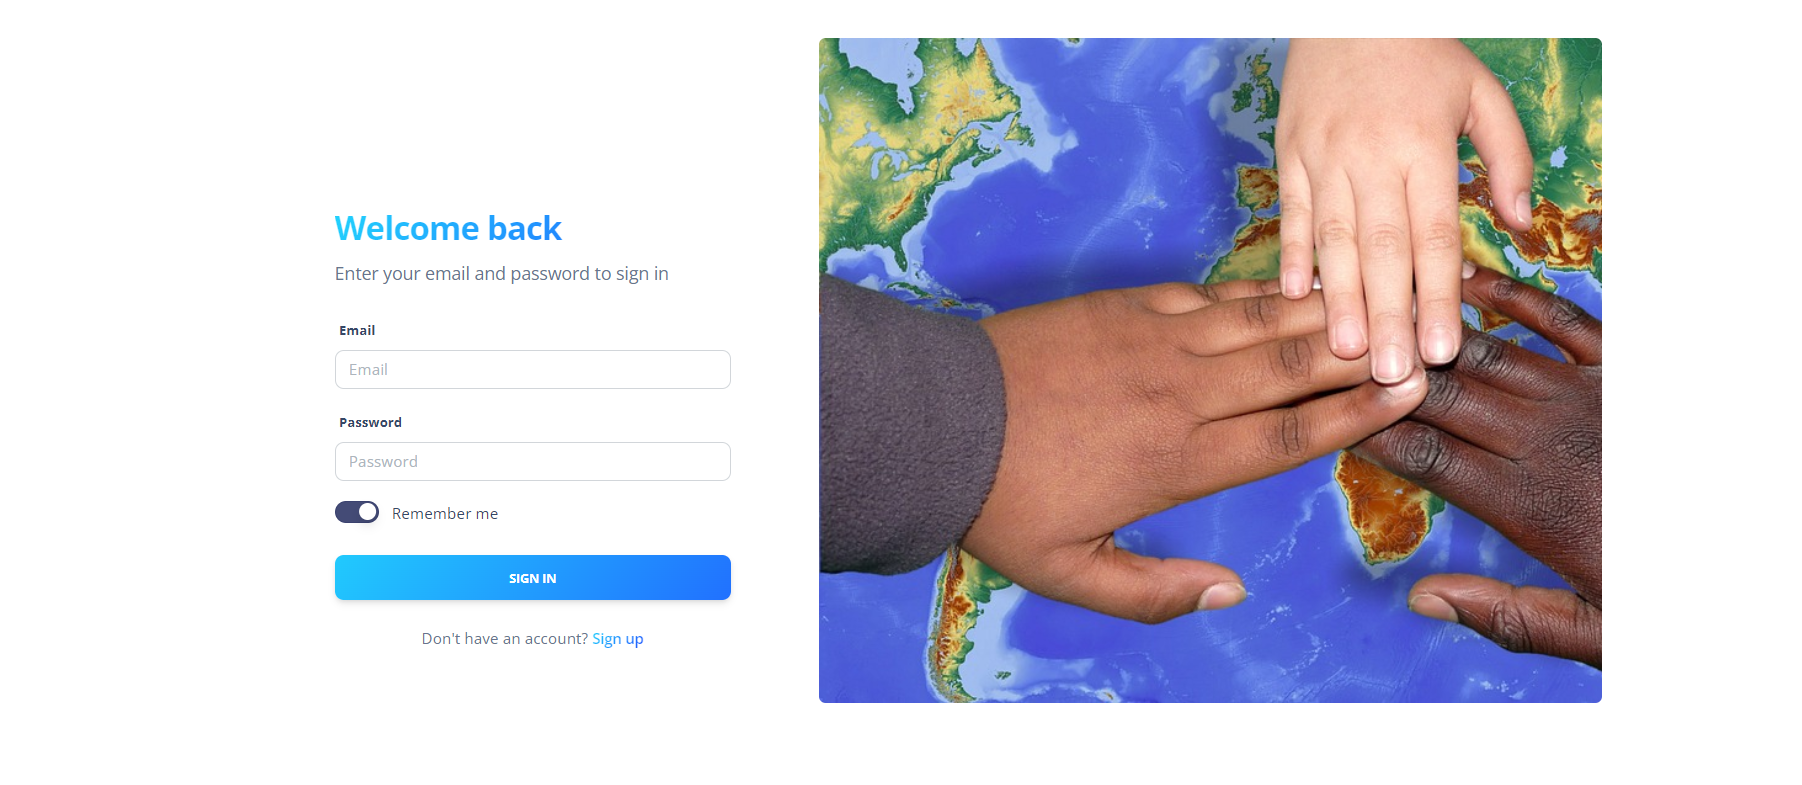 Welcome back
Enter your email and password to sign in
Email
Email
Password
Password
Remember me
SIGN IN
Don't have an account? Sign up